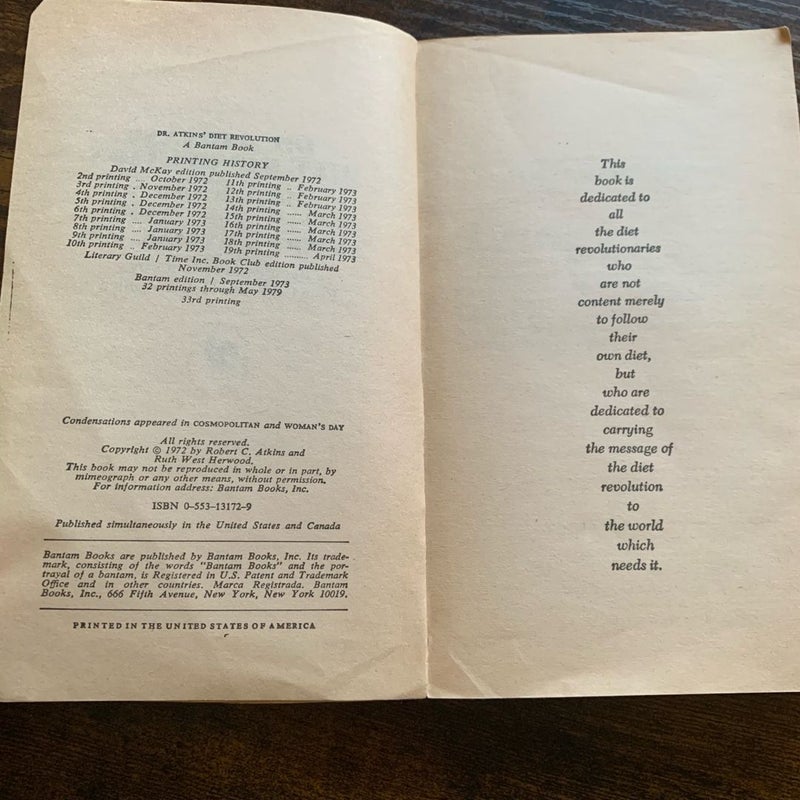 DR. ATKINS' DIET REVOLUTION
A Bantam Book
PRINTING HISTORY
David McKay edition published September 1972
2nd printing ... October 1972
3rd printing . November 1972
4th printing . December 1972
5th printing . December 1972
6th printing . December 1972
7th printing .... January 1973
8th printing .... January 1973
9th printing .... January 1973
10th printing .. February 1973
11th printing .. February 1973
12th printing .. February 1973
13th printing .. February 1973
14th printing ...... March 1973
15th printing ...... March 1973
16th printing ...... March 1973
17th printing ...... March 1973
18th printing ...... March 1973
19th printing ......... April 1973
Literary Guild / Time Inc. Book Club edition published
November 1972
Bantam edition / September 1973
32 printings through May 1979
33rd printing
Condensations appeared in COSMOPOLITAN and WOMAN'S DAY
All rights reserved.
Copyright © 1972 by Robert C. Atkins and
Ruth West Herwood.
This book may not be reproduced in whole or in part, by
mimeograph or any other means, without permission.
For information address: Bantam Books, Inc.
ISBN 0-553-13172-9
Published simultaneously in the United States and Canada
Bantam Books are published by Bantam Books, Inc. Its trade-
mark, consisting of the words "Bantam Books" and the por-
trayal of a bantam, is Registered in U.S. Patent and Trademark
Office and in other countries. Marca Registrada. Bantam
Books, Inc., 666 Fifth Avenue, New York, New York 10019.
PRINTED IN THE UNITED STATES OF AMERICA
This
book is
dedicated to
all
the diet
revolutionaries
who
are not
content merely
to follow
their
own diet,
but
who are
dedicated to
carrying
the message of
the diet
revolution
to
the world
which
needs it.